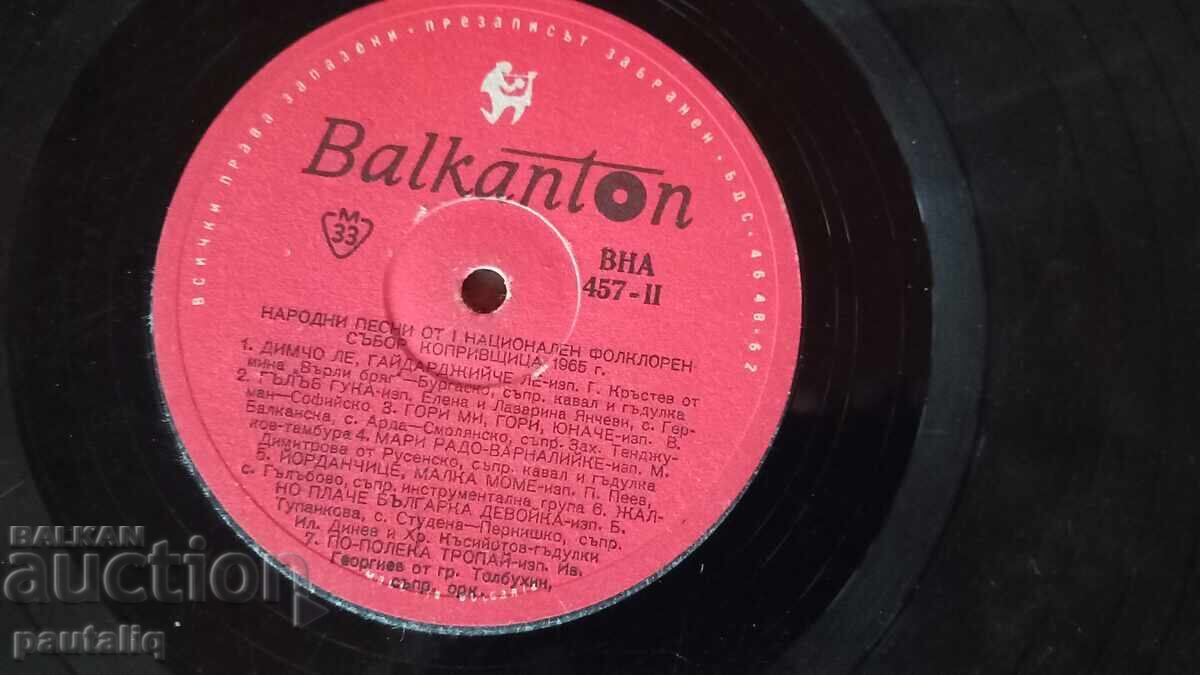 ВСИЧКИ ПРАВА ЗАПАЗЕНИ · ПРЕЗАПИСЪТ ЗАБРАНЕН · БДС · 4648-62
Balkanton
М
33
ВНА
457-II
НАРОДНИ ПЕСНИ ОТ I НАЦИОНАЛЕН ФОЛКЛОРЕН
СЪБОР КОПРИВЩИЦА 1965 г.
1. ДИМЧО ЛЕ, ГАЙДАРДЖИЙЧЕ ЛЕ-изп. Г. Кръстев от
мина „Върли бряг"-Бургаско, съпр. кавал и гъдулка
2. ГЪЛЪБ ГУКА-изп. Елена и Лазарина Янчеви, с. Гер-
ман-Софийско, 3. ГОРИ МИ, ГОРИ, ЮНАЧЕ-изп. В.
Балканска, с. Арда-Смолянско, съпр. Зах. Тенджу-
ков-тамбура 4. МАРИ РАДО-ВАРНАЛИЙКЕ-изп. М.
Димитрова от Русенско, съпр. кавал и гъдулка
5. ЙОРДАНЧИЦЕ, МАЛКА МОМЕ-изп. П. Пеев,
с. Гълъбово, съпр. инструментална група 6. ЖАЛ-
НО ПЛАЧЕ БЪЛГАРКА ДЕВОЙКА-изп. Б.
Гупанкова, с. Студена-Пернишко, съпр.
Ил. Динев и Хр. Късийотов-гъдулки
7. ПО-ПОЛЕКА ТРОПАЙ-изп. Ив.
Георгиев от гр. Толбухин,
съпр. орк.
BALKAN
auction
pautaliq